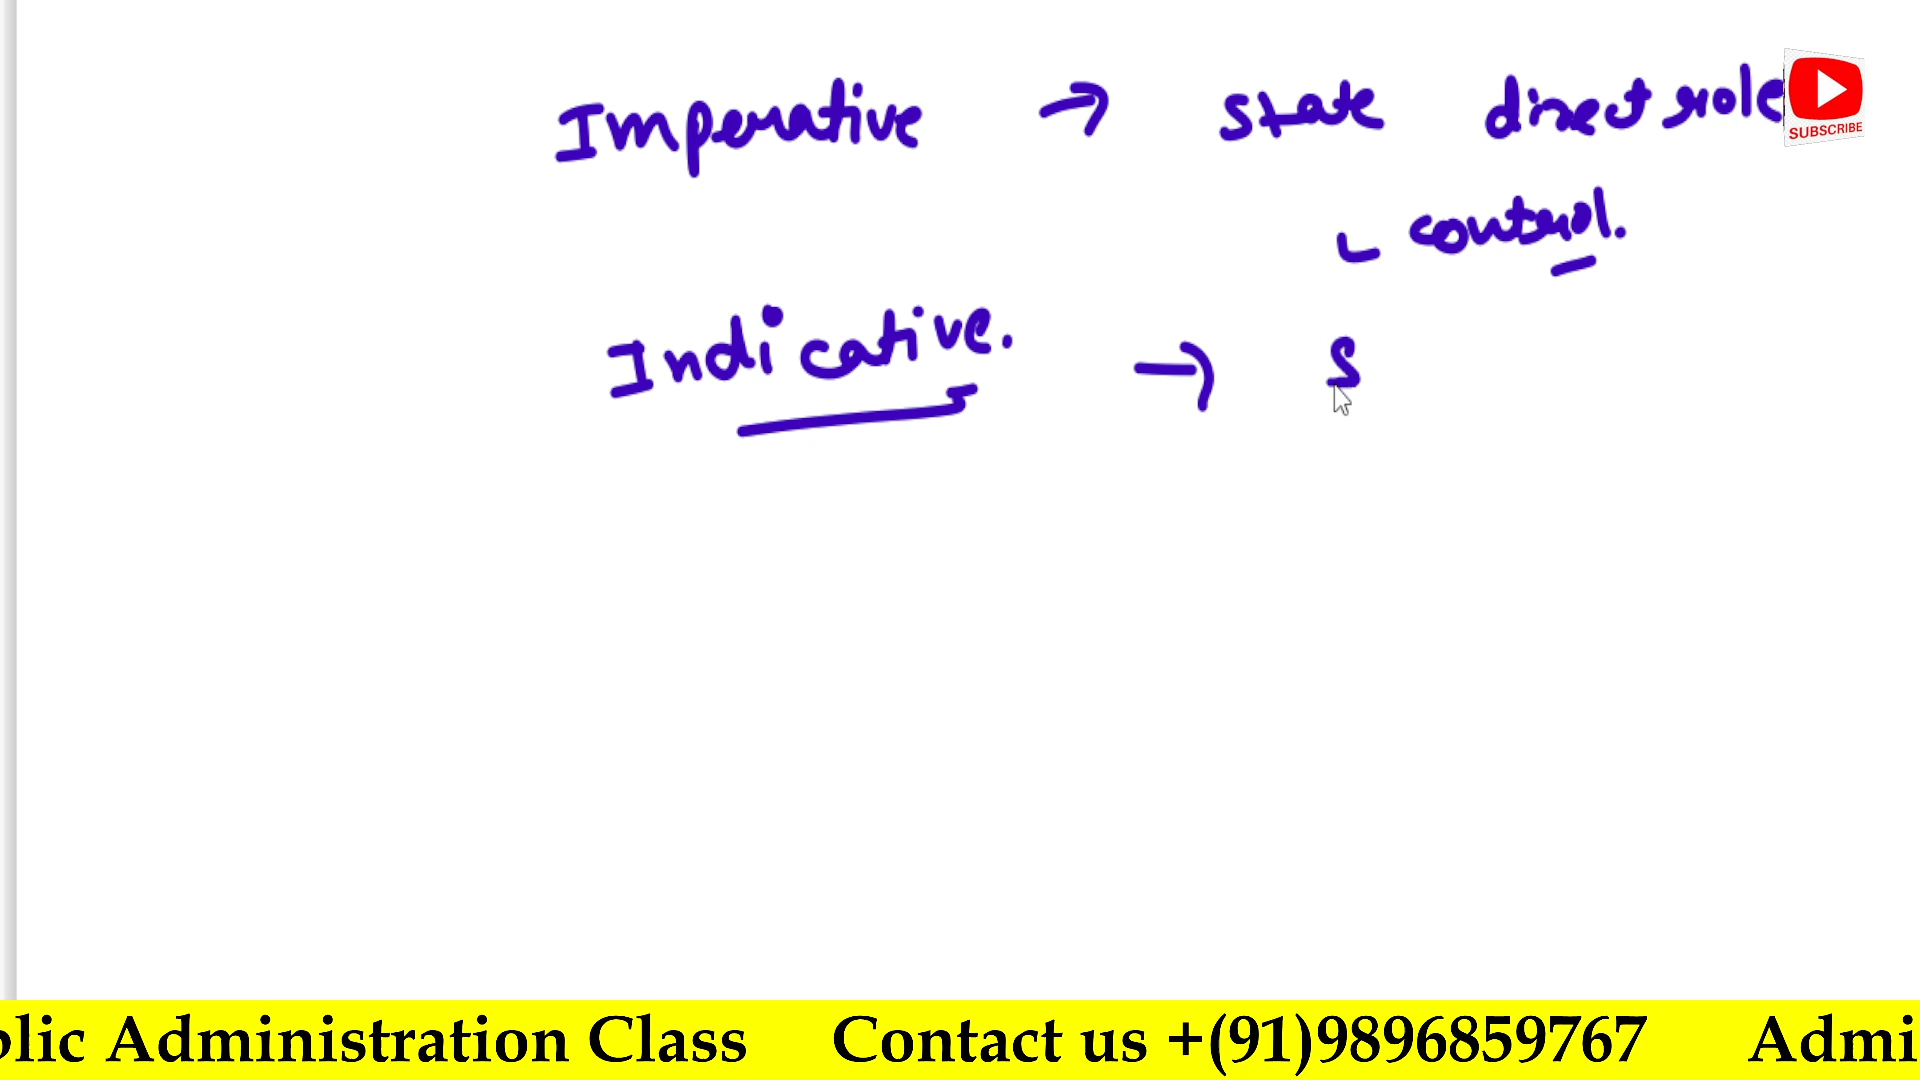 Imperative → state direct role
SUBSCRIBE
control.
Indicative. → s
blic Administration Class Contact us +(91)9896859767 Admi